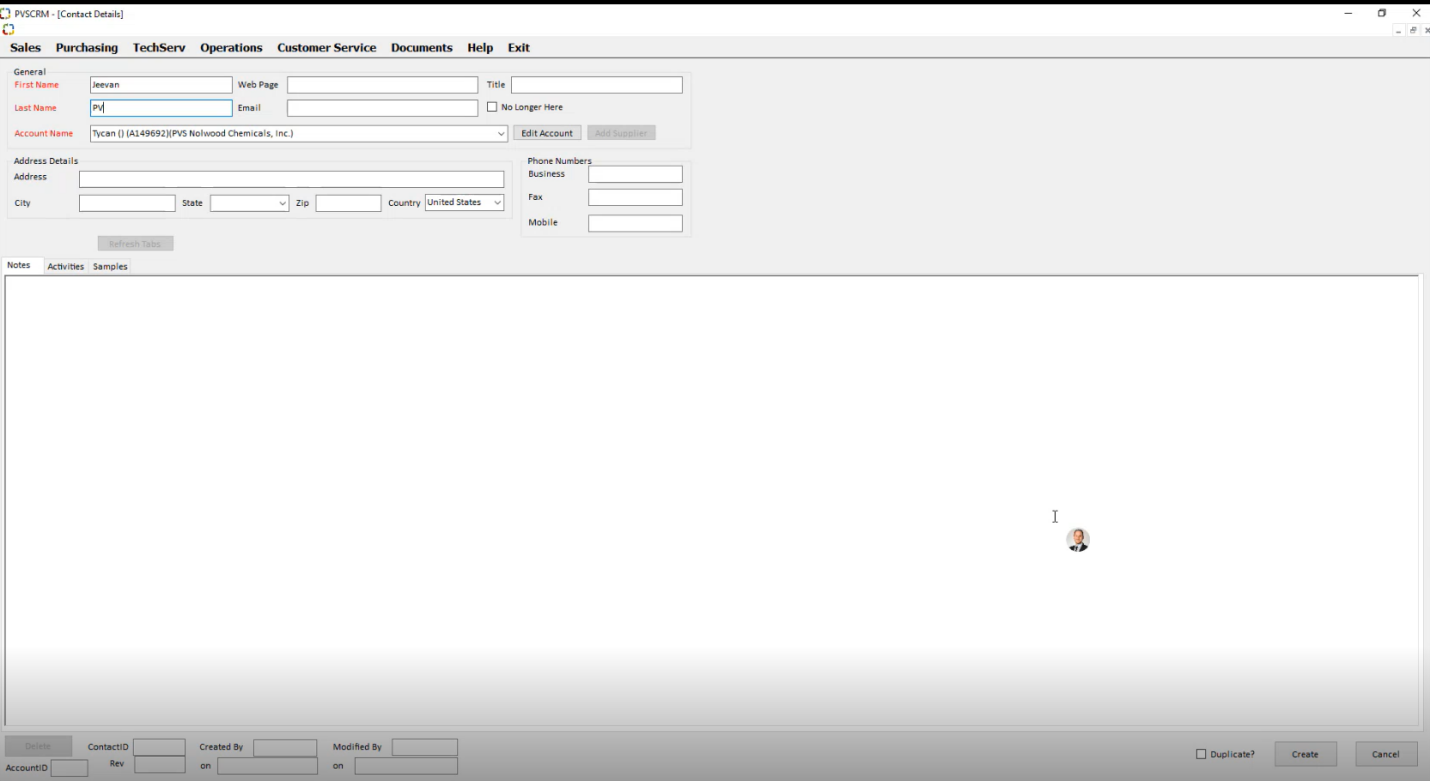 PVSCRM - [Contact Details]
Sales Purchasing TechServ Operations Customer Service Documents Help Exit
General
First Name Jeevan Web Page Title
Last Name PV Email No Longer Here
Account Name Tycan () (A149692)(PVS Nolwood Chemicals, Inc.) Edit Account Add Supplier
Address Details Phone Numbers
Address Business
City State Zip Country United States Fax
Mobile
Refresh Tabs
Notes Activities Samples
Delete ContactID Created By Modified By Duplicate? Create Cancel
AccountID Rev on on